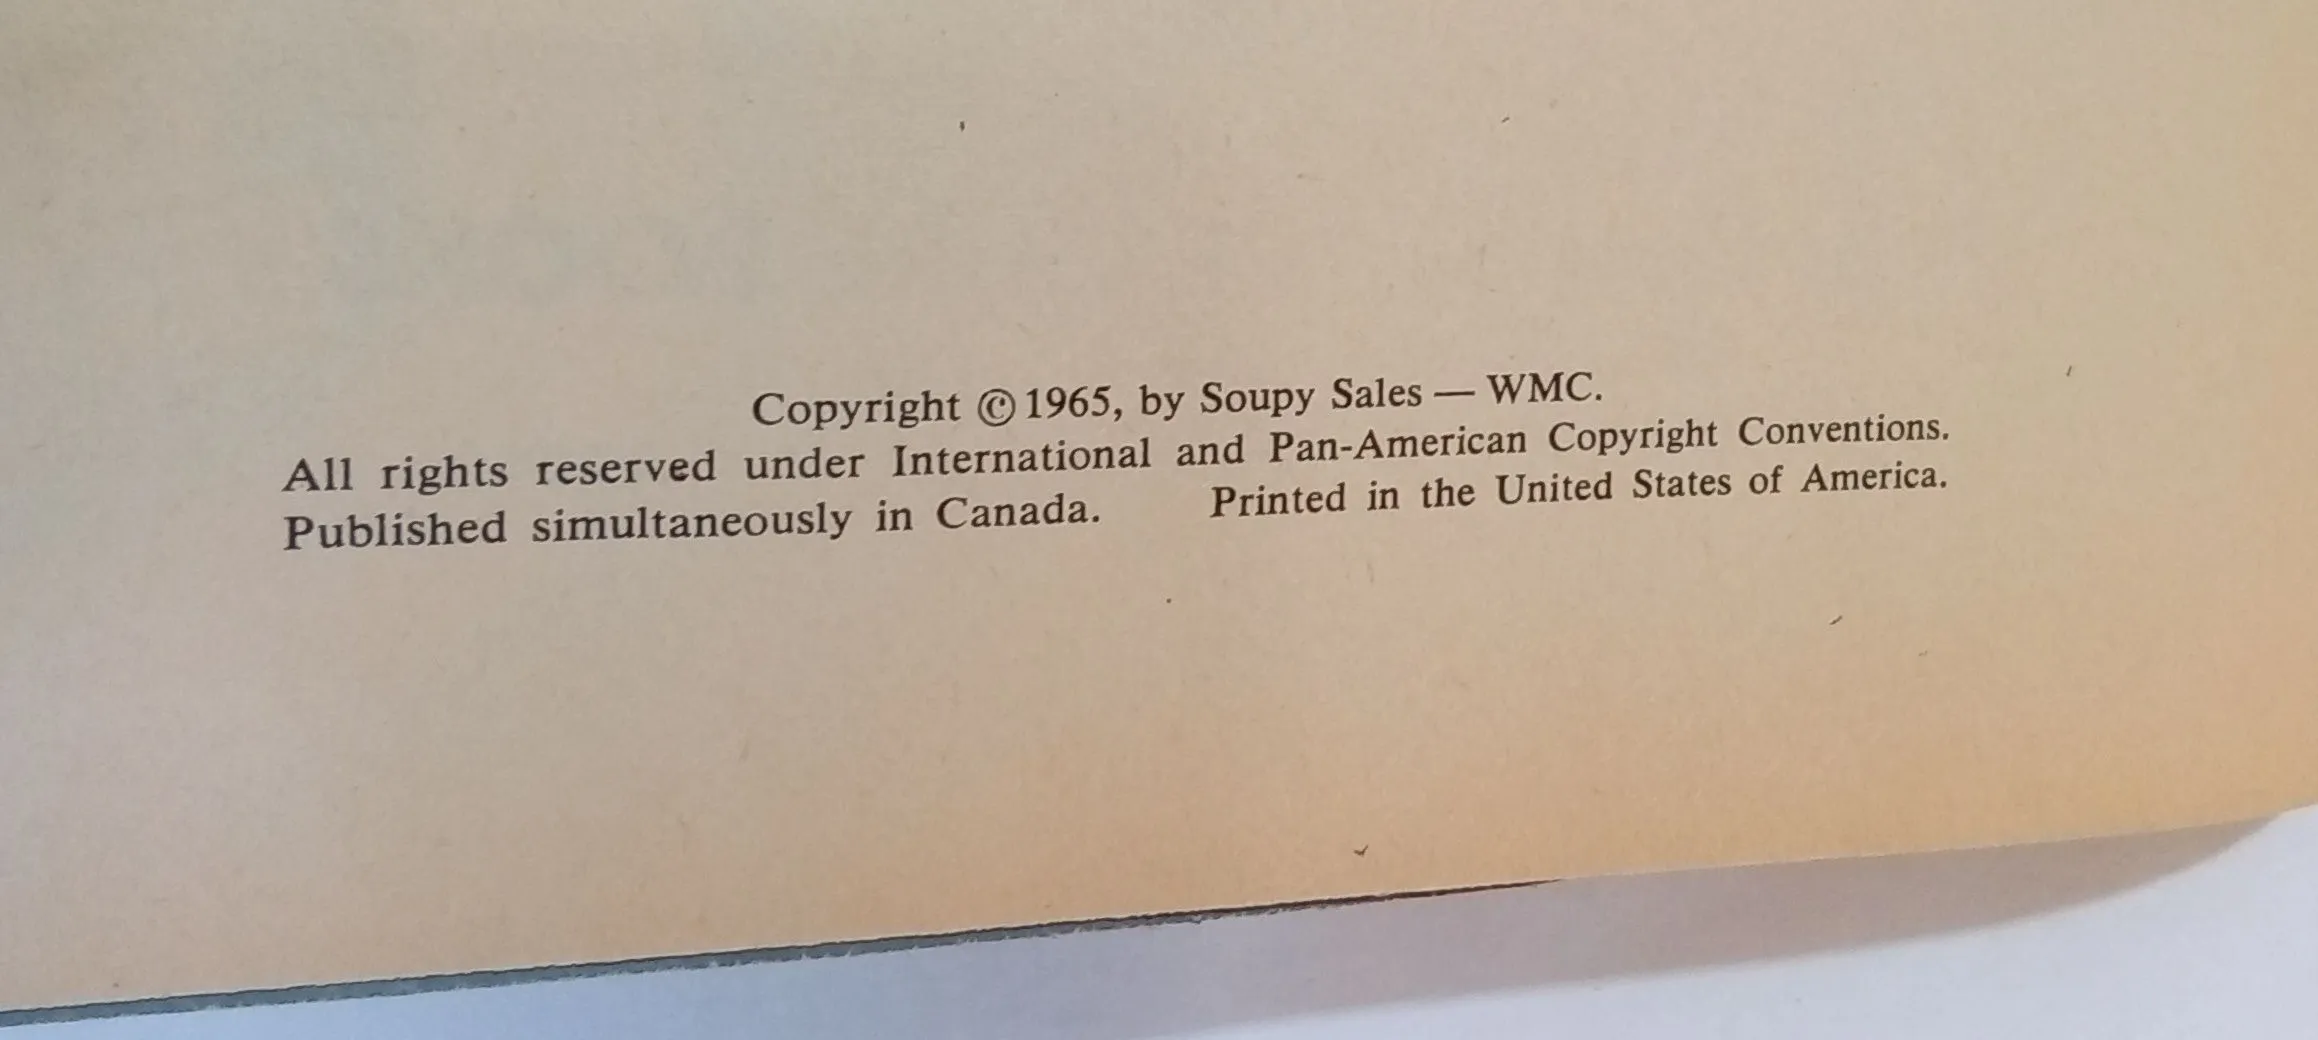 Copyright © 1965, by Soupy Sales — WMC.
All rights reserved under International and Pan-American Copyright Conventions.
Published simultaneously in Canada. Printed in the United States of America.